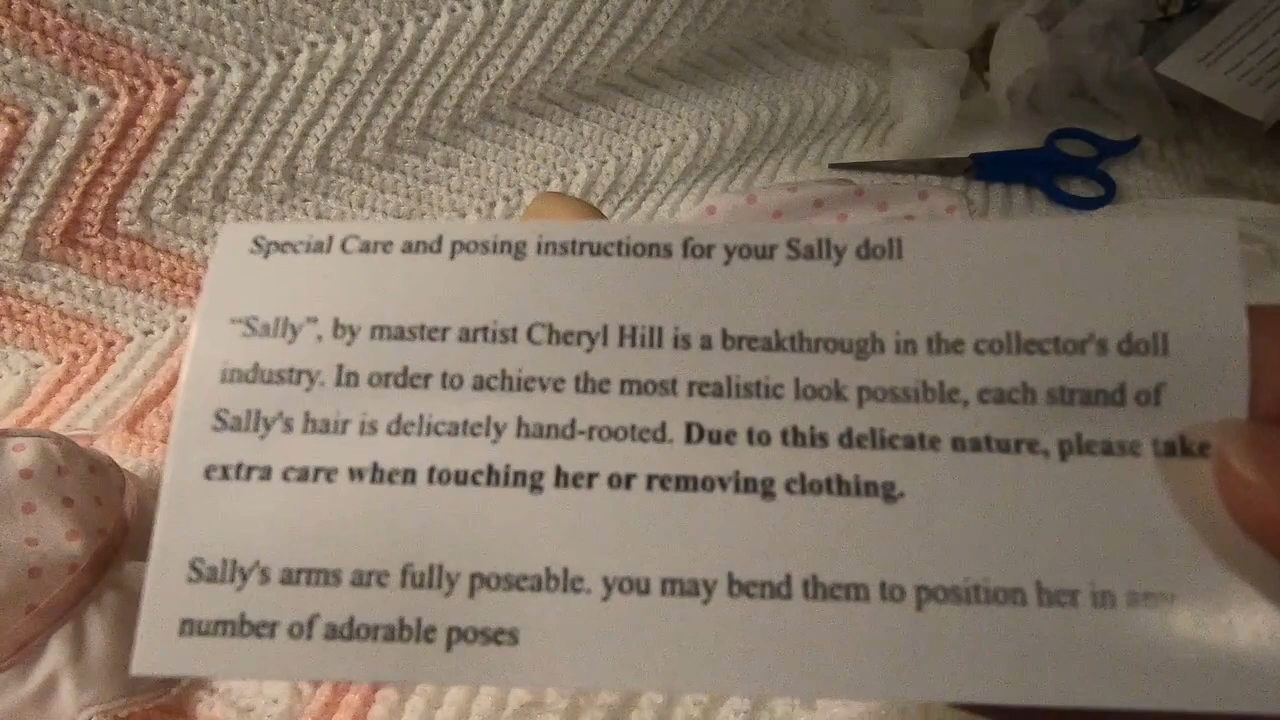 Special Care and posing instructions for your Sally doll
“Sally”, by master artist Cheryl Hill is a breakthrough in the collector's doll
industry. In order to achieve the most realistic look possible, each strand of
Sally's hair is delicately hand-rooted. Due to this delicate nature, please take
extra care when touching her or removing clothing.
Sally's arms are fully poseable. you may bend them to position her in any
number of adorable poses